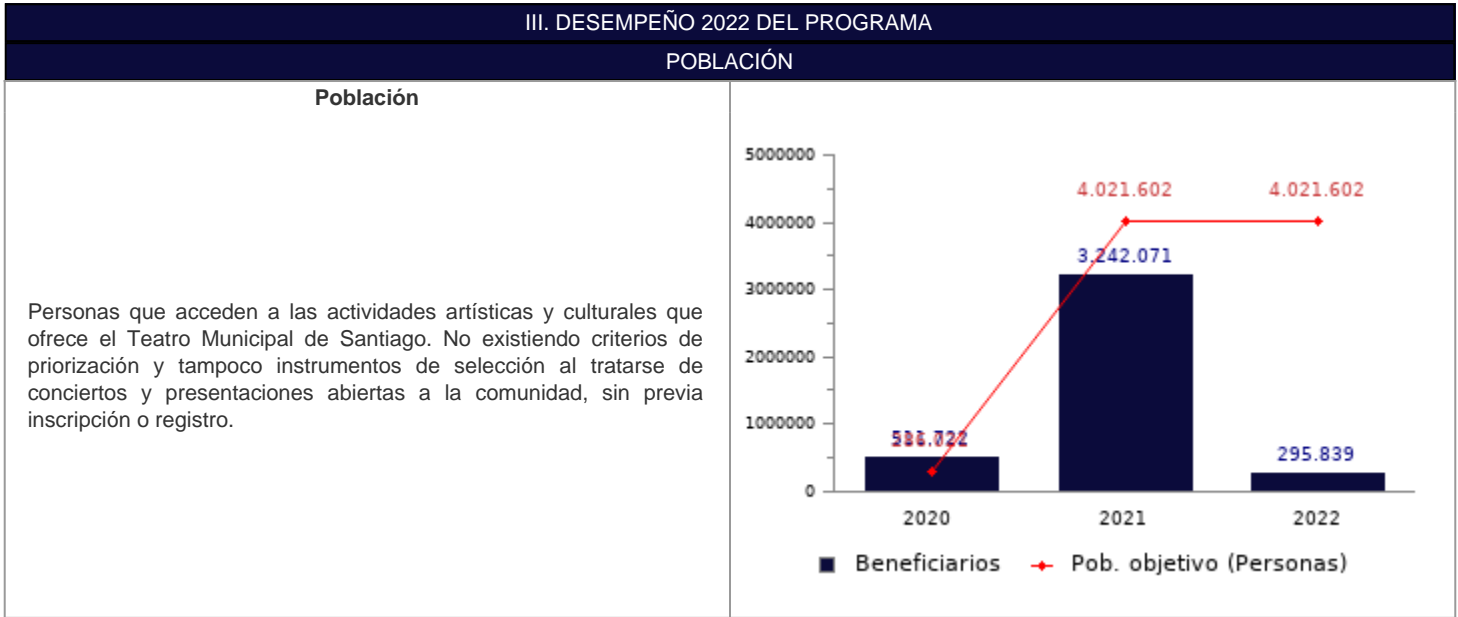 III. DESEMPEÑO 2022 DEL PROGRAMA
POBLACIÓN
Población
Personas que acceden a las actividades artísticas y culturales que
ofrece el Teatro Municipal de Santiago. No existiendo criterios de
priorización y tampoco instrumentos de selección al tratarse de
conciertos y presentaciones abiertas a la comunidad, sin previa
inscripción o registro.
5000000
4.021.602 4.021.602
4000000
3.242.071
3000000
2000000
1000000
295.839
0
2020 2021 2022
Beneficiarios Pob. objetivo (Personas)